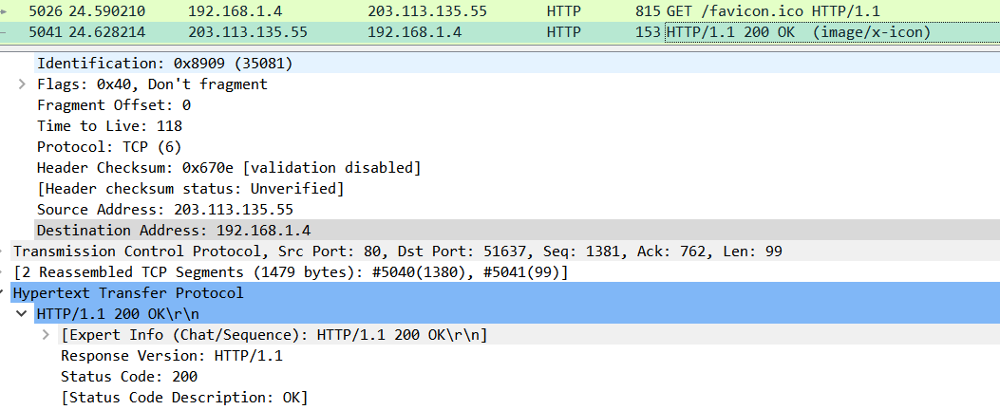 5026 24.590210 192.168.1.4 203.113.135.55 HTTP 815 GET /favicon.ico HTTP/1.1
5041 24.628214 203.113.135.55 192.168.1.4 HTTP 153 HTTP/1.1 200 OK (image/x-icon)
Identification: 0x8909 (35081)
Flags: 0x40, Don't fragment
Fragment Offset: 0
Time to Live: 118
Protocol: TCP (6)
Header Checksum: 0x670e [validation disabled]
[Header checksum status: Unverified]
Source Address: 203.113.135.55
Destination Address: 192.168.1.4
Transmission Control Protocol, Src Port: 80, Dst Port: 51637, Seq: 1381, Ack: 762, Len: 99
[2 Reassembled TCP Segments (1479 bytes): #5040(1380), #5041(99)]
Hypertext Transfer Protocol
HTTP/1.1 200 OK\r\n
[Expert Info (Chat/Sequence): HTTP/1.1 200 OK\r\n]
Response Version: HTTP/1.1
Status Code: 200
[Status Code Description: OK]